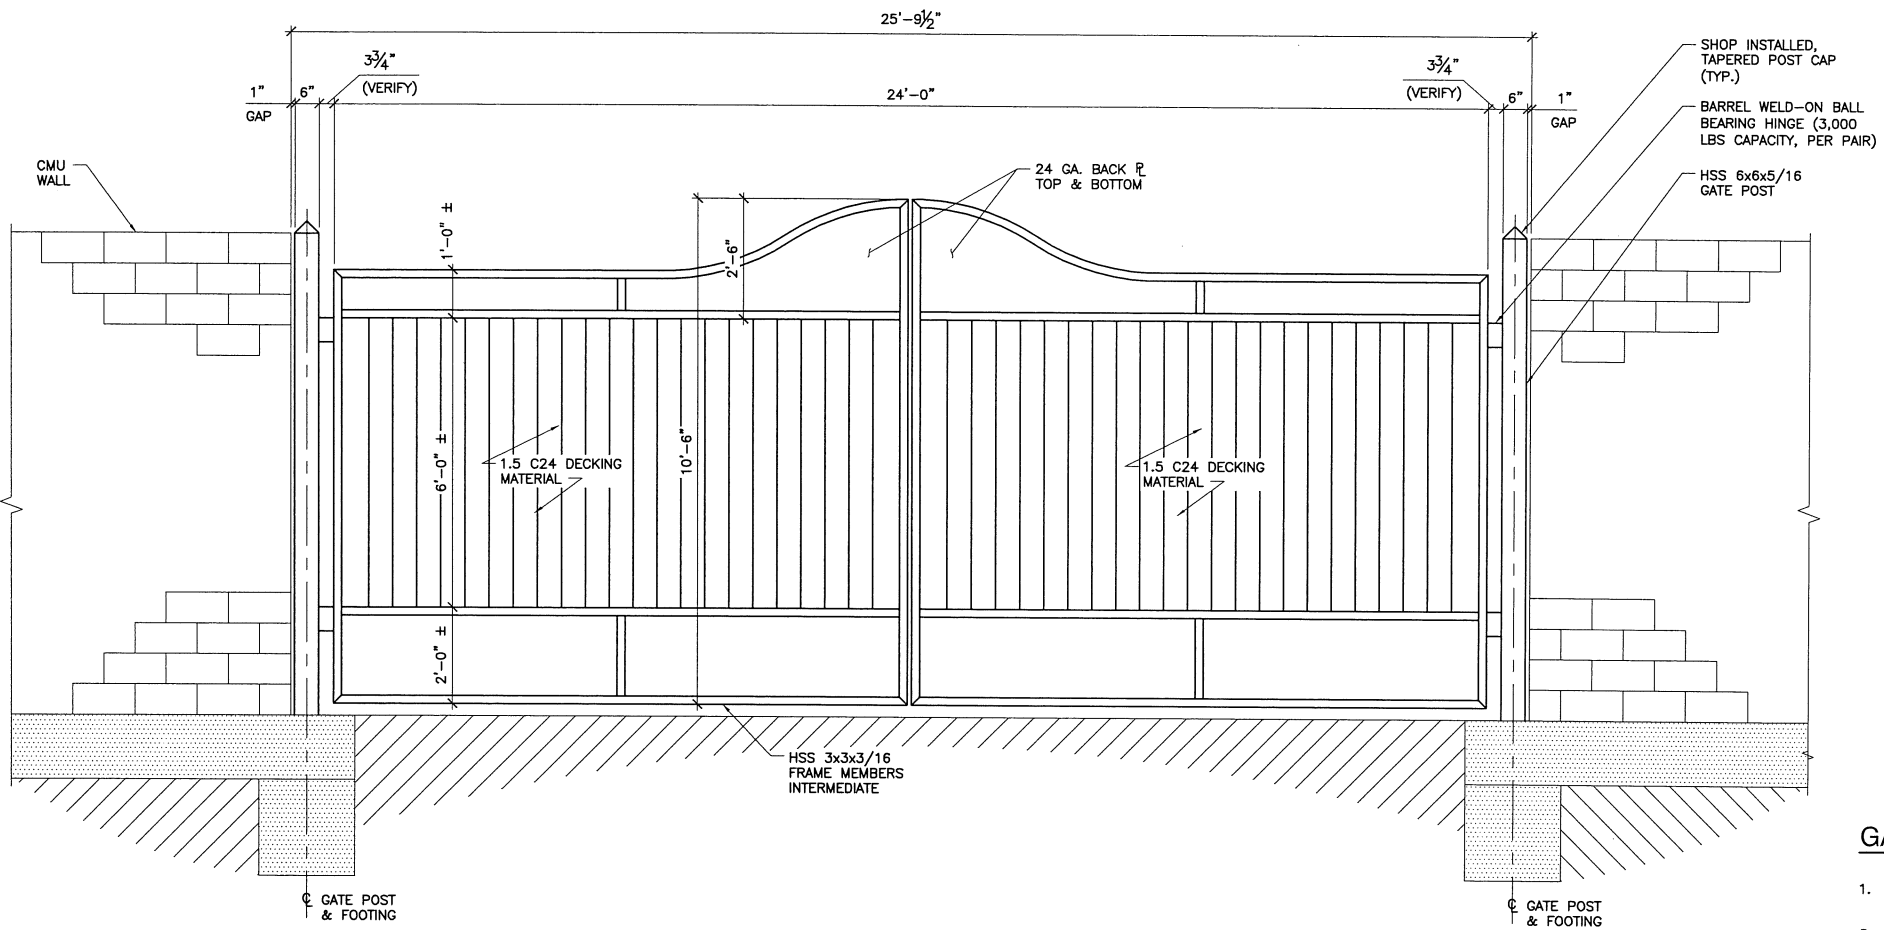 25'-9½"
3¾"
(VERIFY)
3¾"
(VERIFY)
1"
GAP
6"
24'-0"
6"
1"
GAP
SHOP INSTALLED,
TAPERED POST CAP
(TYP.)
BARREL WELD-ON BALL
BEARING HINGE (3,000
LBS CAPACITY, PER PAIR)
HSS 6x6x5/16
GATE POST
CMU
WALL
24 GA. BACK PL
TOP & BOTTOM
1'-0" ±
2'-6"
6'-0" ±
10'-6"
1.5 C24 DECKING
MATERIAL
1.5 C24 DECKING
MATERIAL
2'-0" ±
HSS 3x3x3/16
FRAME MEMBERS
INTERMEDIATE
℄ GATE POST
& FOOTING
℄ GATE POST
& FOOTING
GA
1.